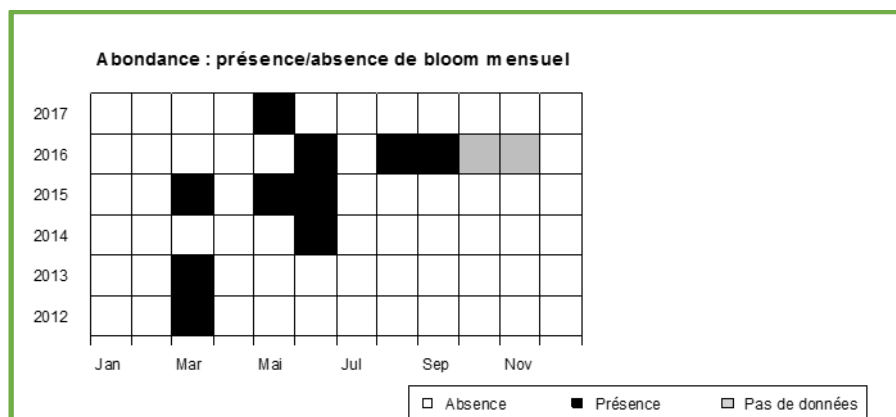 Abondance : présence/absence de bloom mensuel
2017
2016
2015
2014
2013
2012
Jan Mar Mai Jul Sep Nov
Absence Présence Pas de données